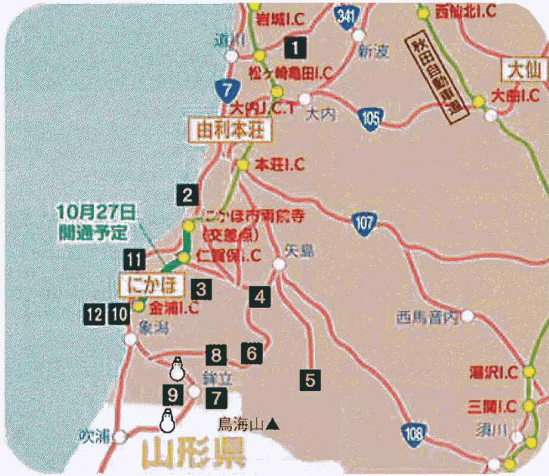 岩城I.C
341
西仙北I.C
道川
1
新波
松ヶ崎亀田I.C
秋田自動車道
大仙
7
大内J.C.T
大内
105
大曲I.C
由利本荘
本荘I.C
2
10月27日
開通予定
にかほ市両前寺
(交差点)
107
11
仁賀保I.C
矢島
にかほ
3
4
12
10
金浦I.C
象潟
西馬音内
8
6
鉾立
5
湯沢I.C
9
7
三関I.C
鳥海山▲
吹浦
108
須川
山形県